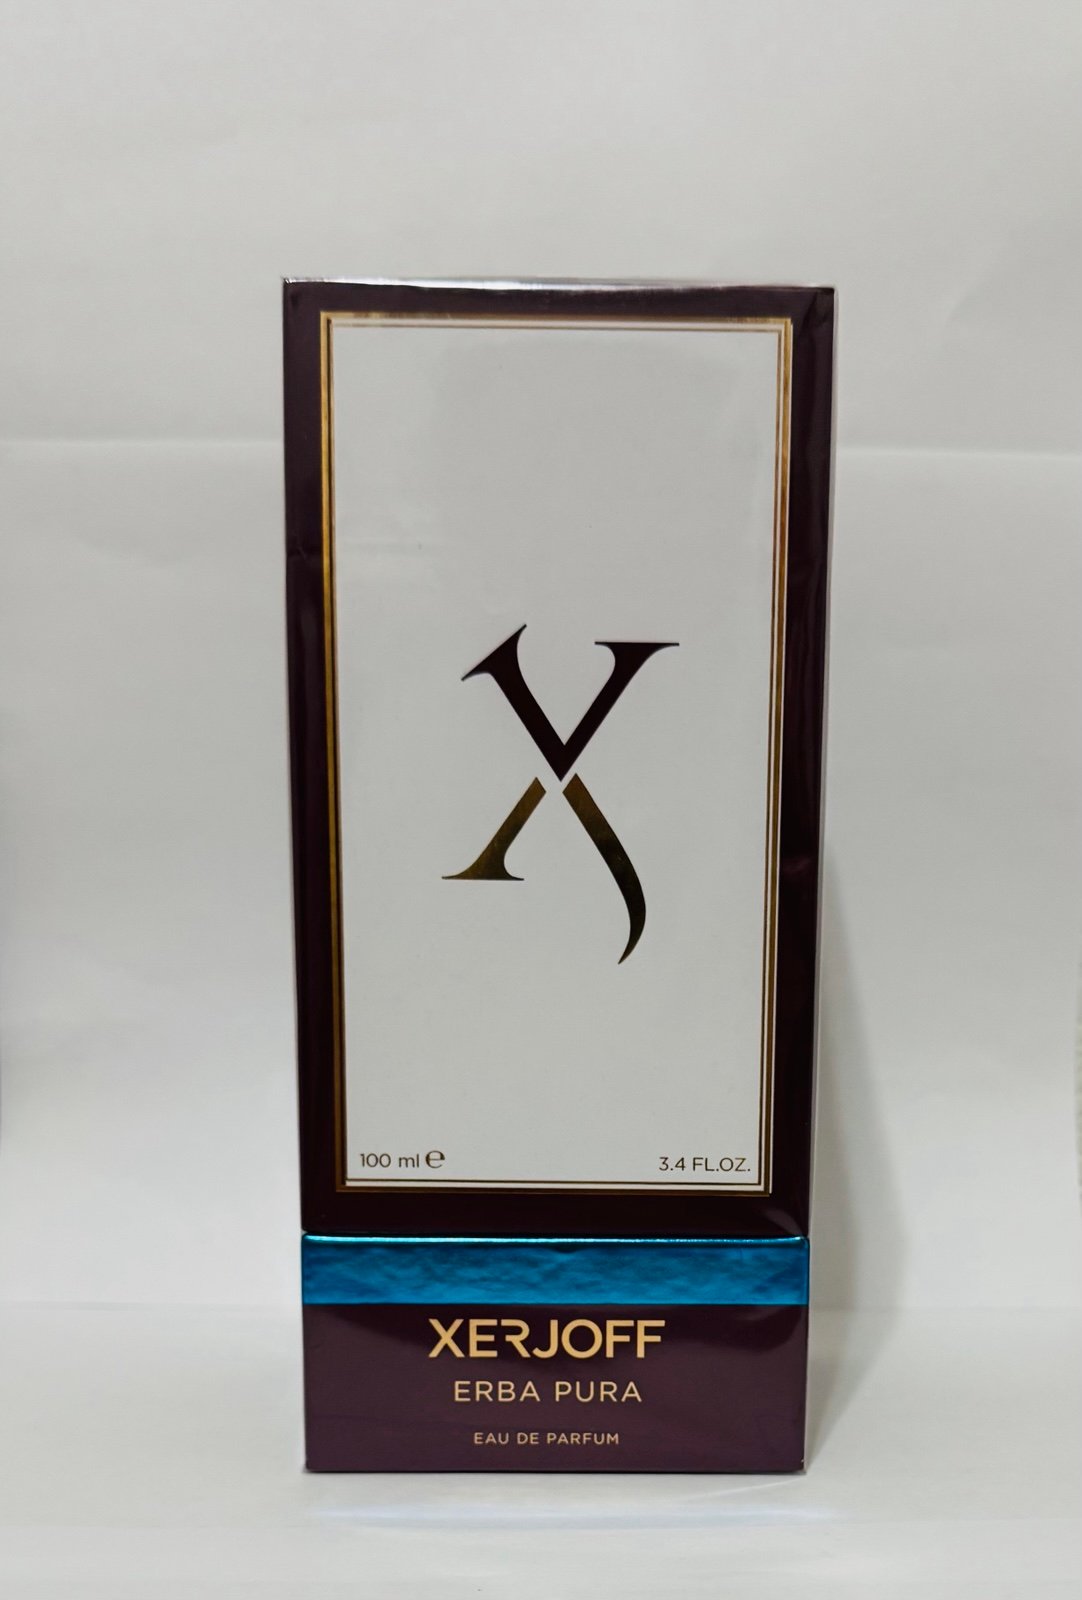 X
100 ml ℮ 3.4 FL.OZ.
XERJOFF
ERBA PURA
EAU DE PARFUM